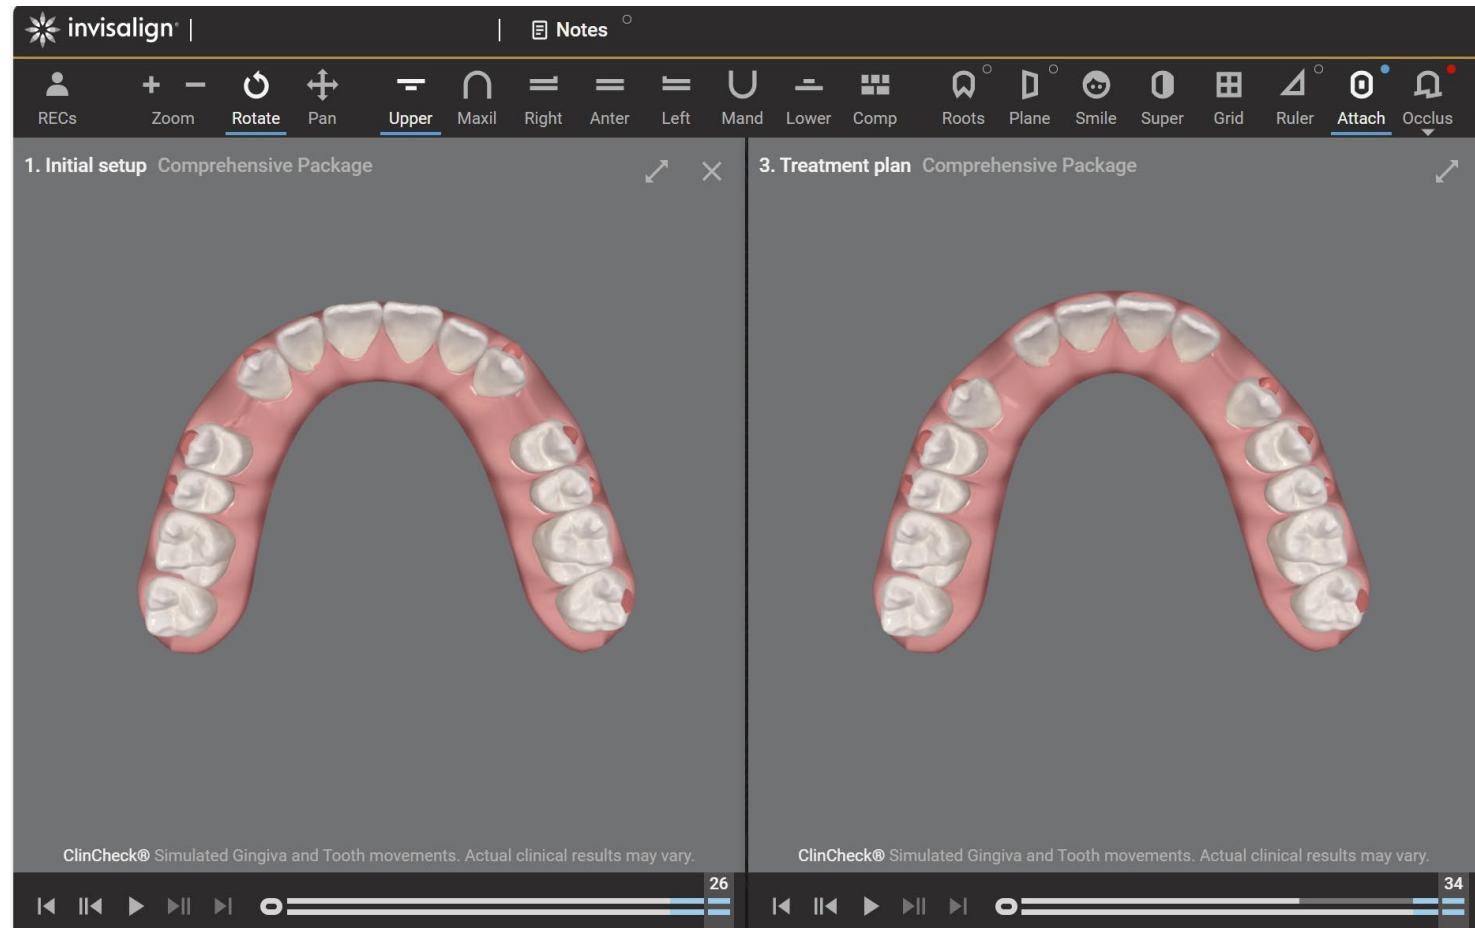 invisalign
Notes
RECs Zoom Rotate Pan Upper Maxil Right Anter Left Mand Lower Comp Roots Plane Smile Super Grid Ruler Attach Occlus
1. Initial setup Comprehensive Package
3. Treatment plan Comprehensive Package
ClinCheck® Simulated Gingiva and Tooth movements. Actual clinical results may vary.
ClinCheck® Simulated Gingiva and Tooth movements. Actual clinical results may vary.
26
34